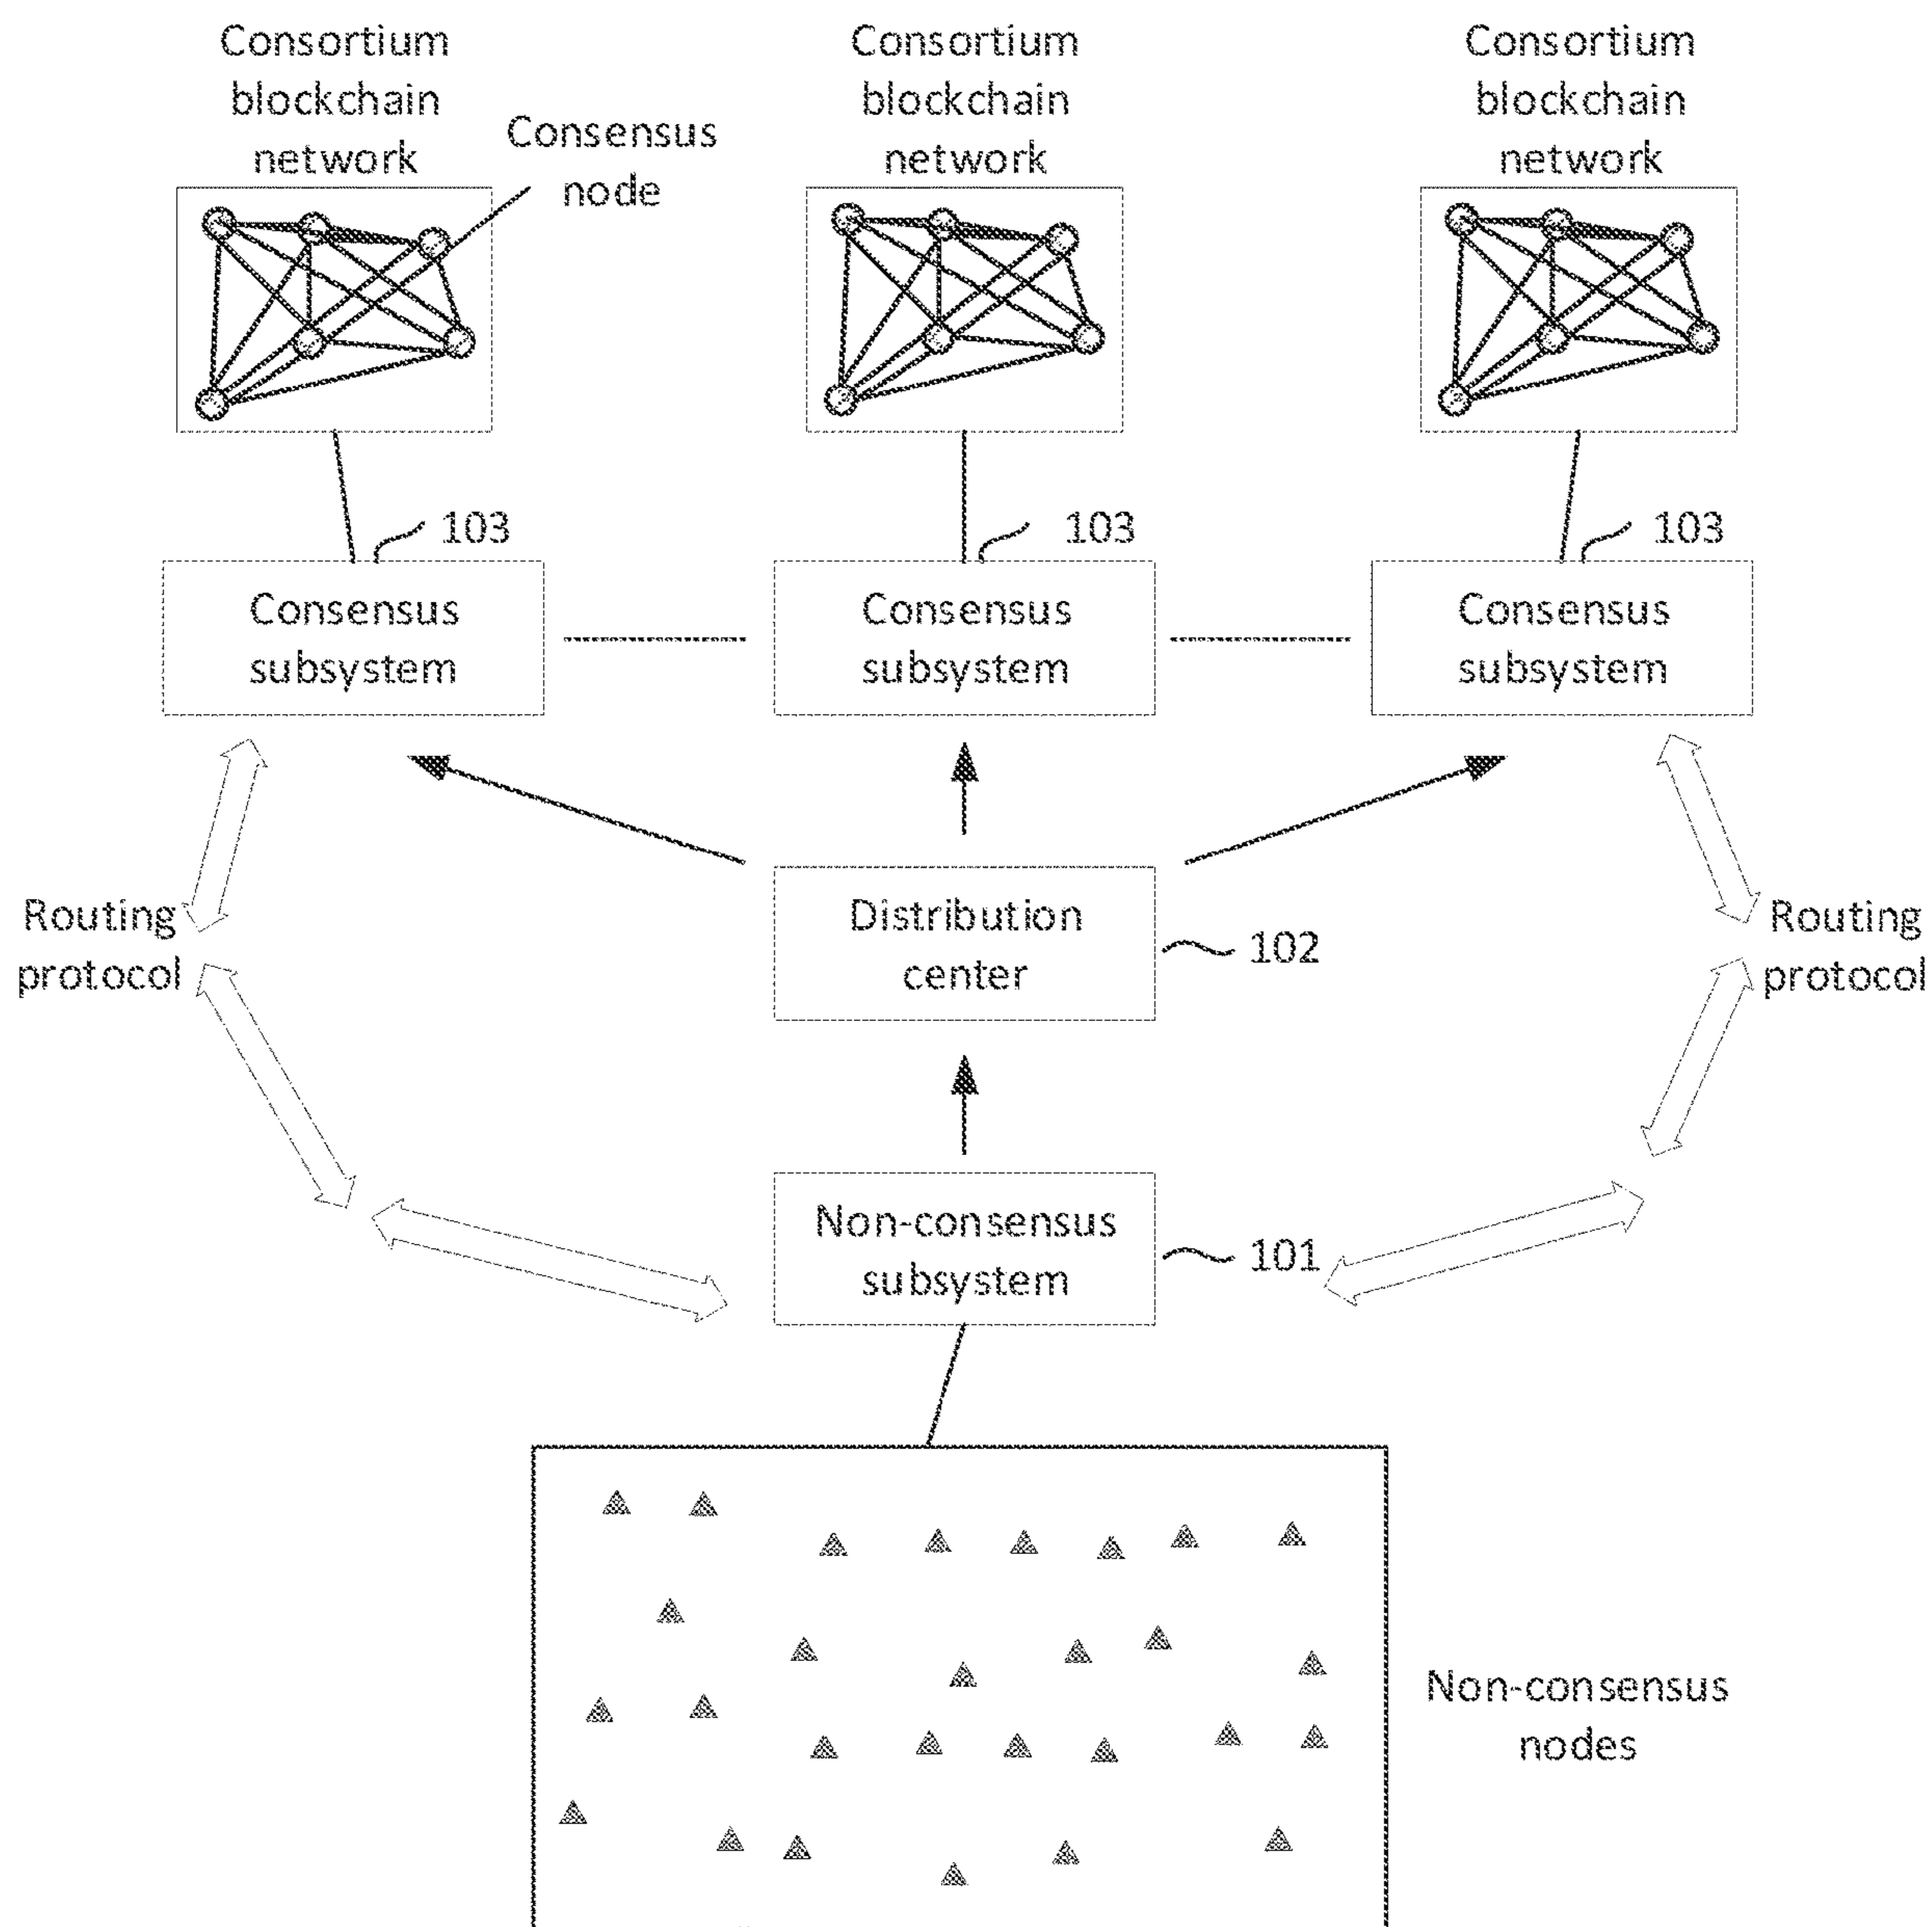 Consortium
blockchain
network
Consensus
node
Consortium
blockchain
network
Consortium
blockchain
network
103
103
103
Consensus
subsystem
Consensus
subsystem
Consensus
subsystem
Routing
protocol
Distribution
center
102
Routing
protocol
Non-consensus
subsystem
101
Non-consensus
nodes